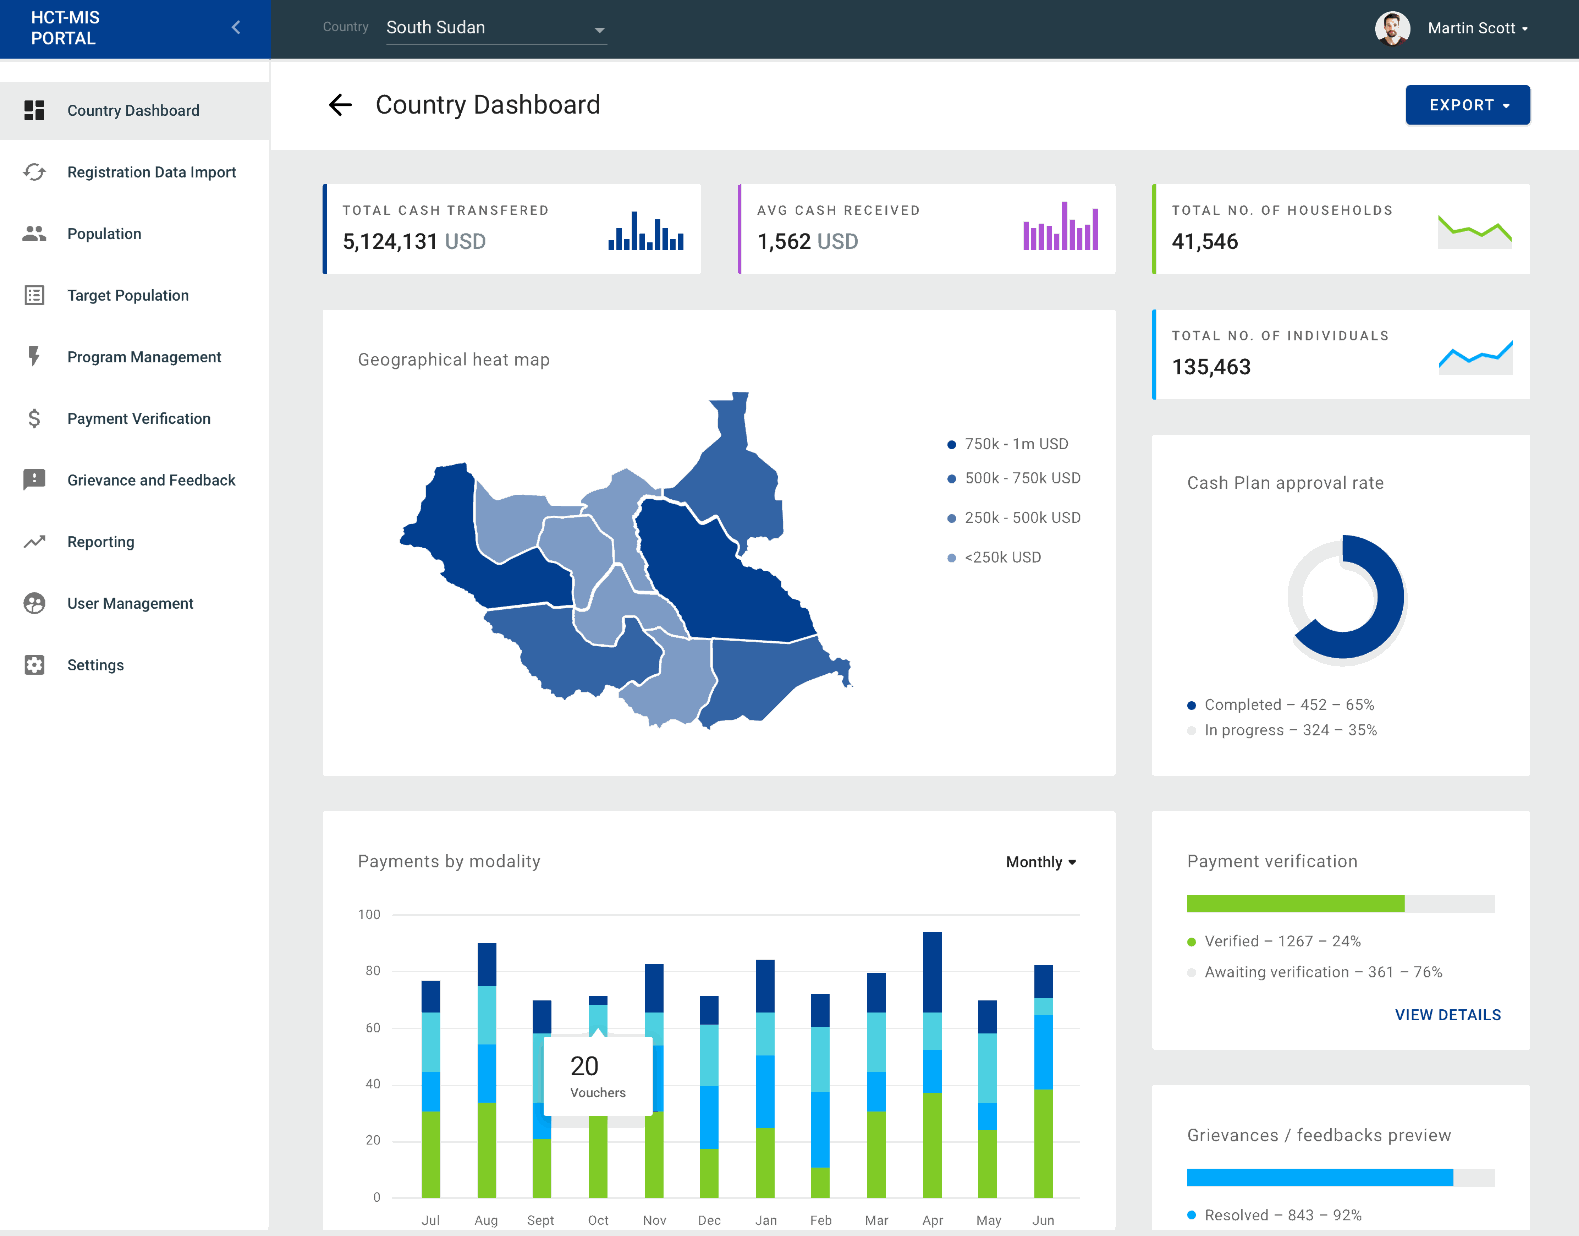 HCT-MIS
PORTAL
Country
South Sudan
Martin Scott
Country Dashboard
Registration Data Import
Population
Target Population
Program Management
Payment Verification
Grievance and Feedback
Reporting
User Management
Settings
Country Dashboard
EXPORT
TOTAL CASH TRANSFERED
5,124,131 USD
AVG CASH RECEIVED
1,562 USD
TOTAL NO. OF HOUSEHOLDS
41,546
TOTAL NO. OF INDIVIDUALS
135,463
Geographical heat map
750k - 1m USD
500k - 750k USD
250k - 500k USD
<250k USD
Cash Plan approval rate
Completed – 452 – 65%
In progress – 324 – 35%
Payments by modality
Monthly
100
80
60
40
20
0
20
Vouchers
Jul Aug Sept Oct Nov Dec Jan Feb Mar Apr May Jun
Payment verification
Verified – 1267 – 24%
Awaiting verification – 361 – 76%
VIEW DETAILS
Grievances / feedbacks preview
Resolved – 843 – 92%